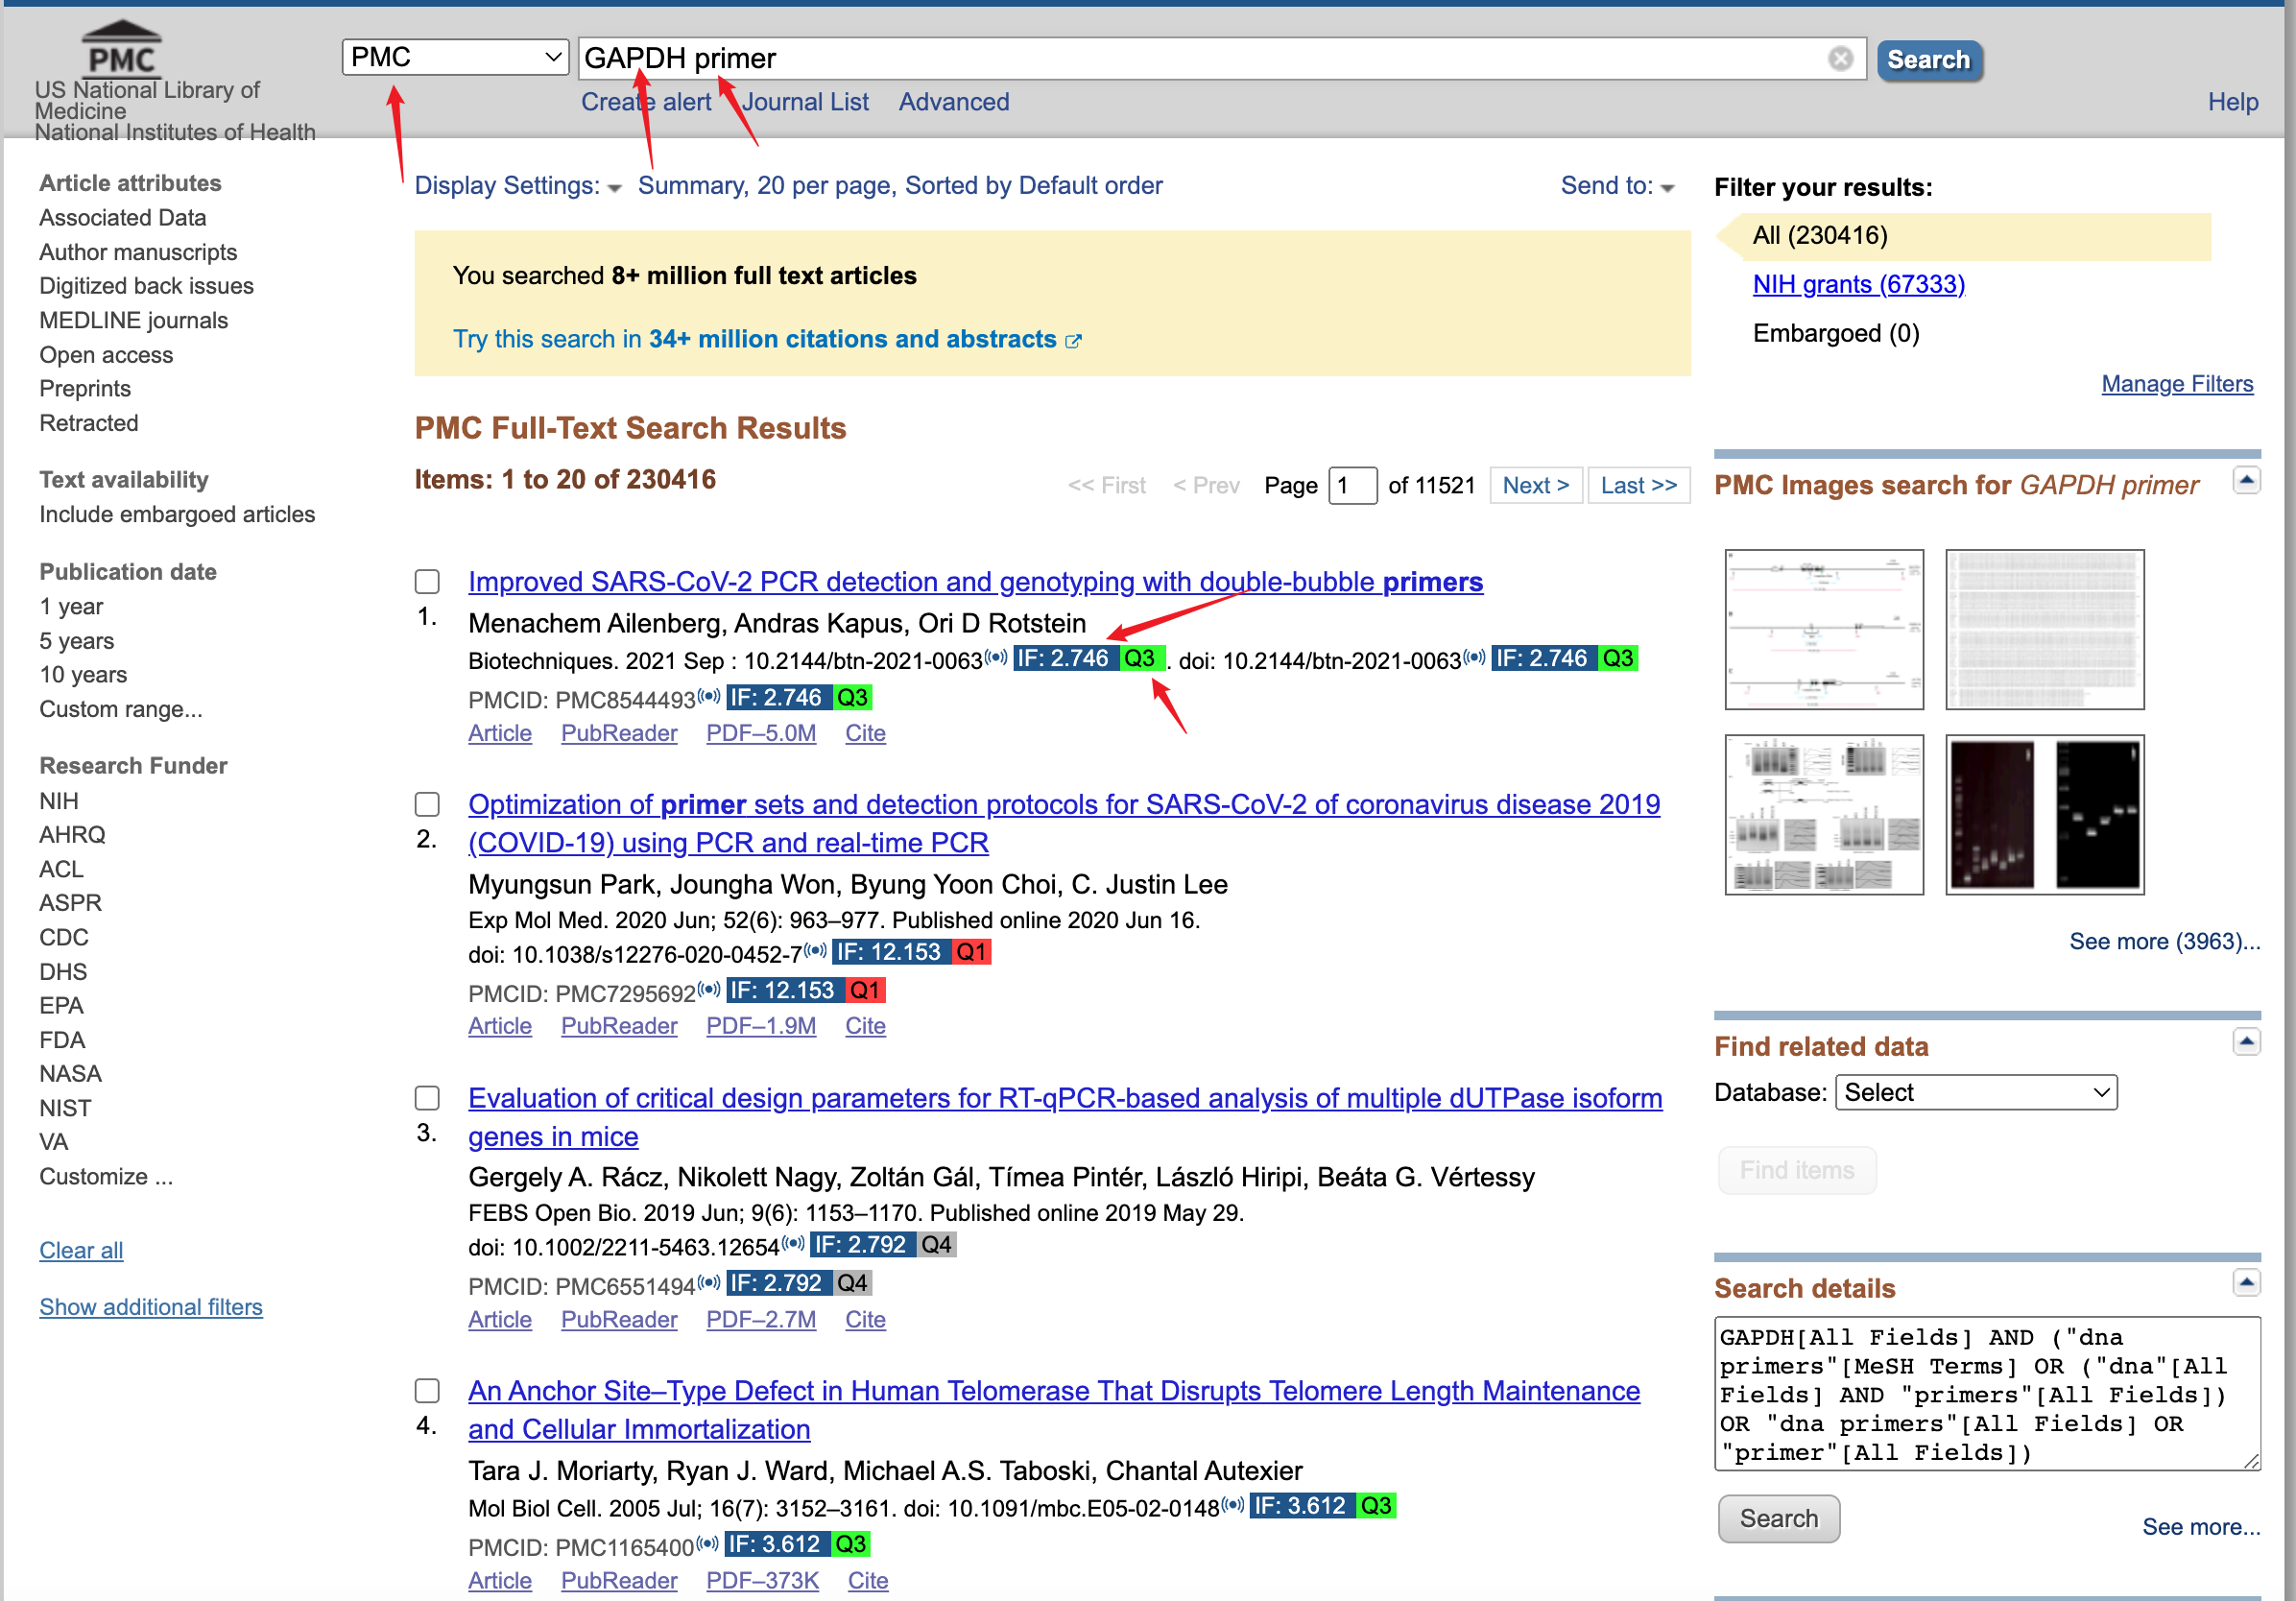 PMC
US National Library of
Medicine
National Institutes of Health
PMC
GAPDH primer
Search
Create alert Journal List Advanced
Help
Article attributes
Associated Data
Author manuscripts
Digitized back issues
MEDLINE journals
Open access
Preprints
Retracted
Text availability
Include embargoed articles
Publication date
1 year
5 years
10 years
Custom range...
Research Funder
NIH
AHRQ
ACL
ASPR
CDC
DHS
EPA
FDA
NASA
NIST
VA
Customize ...
Clear all
Show additional filters
Display Settings: Summary, 20 per page, Sorted by Default order
Send to:
You searched 8+ million full text articles
Try this search in 34+ million citations and abstracts
PMC Full-Text Search Results
Items: 1 to 20 of 230416
<< First < Prev Page 1 of 11521 Next > Last >>
Improved SARS-CoV-2 PCR detection and genotyping with double-bubble primers
1. Menachem Ailenberg, Andras Kapus, Ori D Rotstein
Biotechniques. 2021 Sep : 10.2144/btn-2021-0063 IF: 2.746 Q3 . doi: 10.2144/btn-2021-0063 IF: 2.746 Q3
PMCID: PMC8544493 IF: 2.746 Q3
Article PubReader PDF–5.0M Cite
Optimization of primer sets and detection protocols for SARS-CoV-2 of coronavirus disease 2019
2. (COVID-19) using PCR and real-time PCR
Myungsun Park, Joungha Won, Byung Yoon Choi, C. Justin Lee
Exp Mol Med. 2020 Jun; 52(6): 963–977. Published online 2020 Jun 16.
doi: 10.1038/s12276-020-0452-7 IF: 12.153 Q1
PMCID: PMC7295692 IF: 12.153 Q1
Article PubReader PDF–1.9M Cite
Evaluation of critical design parameters for RT-qPCR-based analysis of multiple dUTPase isoform
3. genes in mice
Gergely A. Rácz, Nikolett Nagy, Zoltán Gál, Tímea Pintér, László Hiripi, Beáta G. Vértessy
FEBS Open Bio. 2019 Jun; 9(6): 1153–1170. Published online 2019 May 29.
doi: 10.1002/2211-5463.12654 IF: 2.792 Q4
PMCID: PMC6551494 IF: 2.792 Q4
Article PubReader PDF–2.7M Cite
An Anchor Site–Type Defect in Human Telomerase That Disrupts Telomere Length Maintenance
4. and Cellular Immortalization
Tara J. Moriarty, Ryan J. Ward, Michael A.S. Taboski, Chantal Autexier
Mol Biol Cell. 2005 Jul; 16(7): 3152–3161. doi: 10.1091/mbc.E05-02-0148 IF: 3.612 Q3
PMCID: PMC1165400 IF: 3.612 Q3
Article PubReader PDF–373K Cite
Filter your results:
All (230416)
NIH grants (67333)
Embargoed (0)
Manage Filters
PMC Images search for GAPDH primer
See more (3963)...
Find related data
Database: Select
Find items
Search details
GAPDH[All Fields] AND ("dna
primers"[MeSH Terms] OR ("dna"[All
Fields] AND "primers"[All Fields])
OR "dna primers"[All Fields] OR
"primer"[All Fields])
Search
See more...